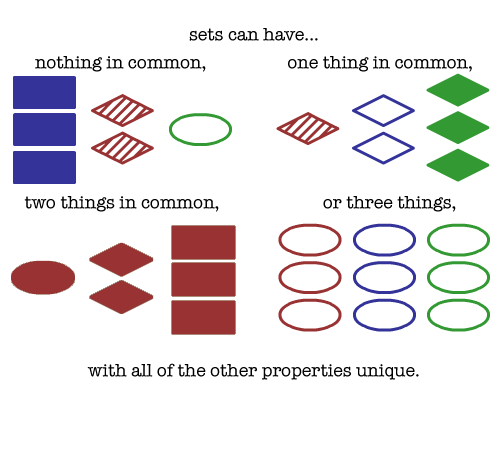 sets can have...
nothing in common,
one thing in common,
two things in common,
or three things,
with all of the other properties unique.